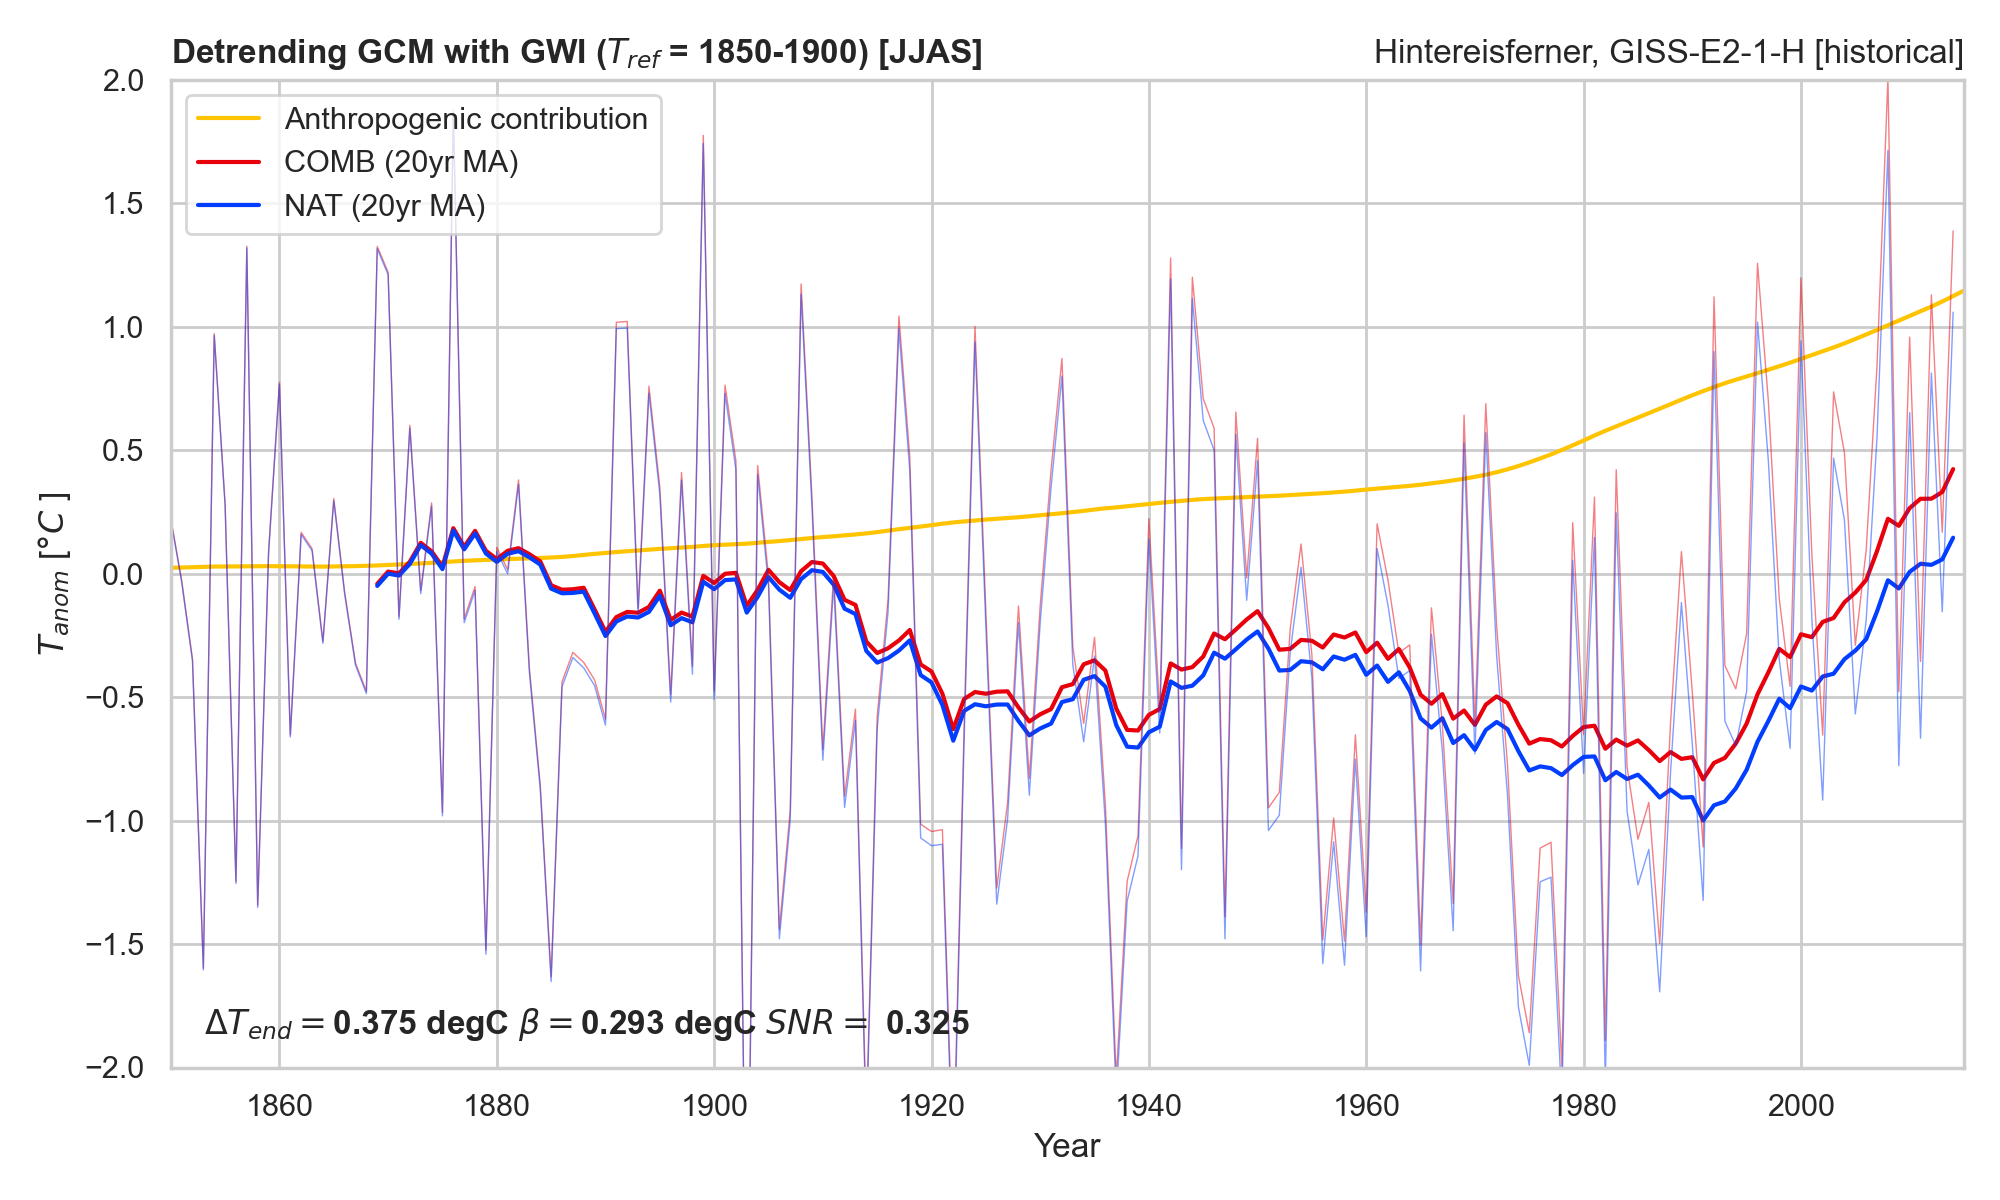 Detrending GCM with GWI (T_ref = 1850-1900) [JJAS]
Hintereisferner, GISS-E2-1-H [historical]
Anthropogenic contribution
COMB (20yr MA)
NAT (20yr MA)
2.0
1.5
1.0
0.5
0.0
−0.5
−1.0
−1.5
−2.0
T_anom [°C]
ΔT_end = 0.375 degC β = 0.293 degC SNR = 0.325
1860 1880 1900 1920 1940 1960 1980 2000
Year